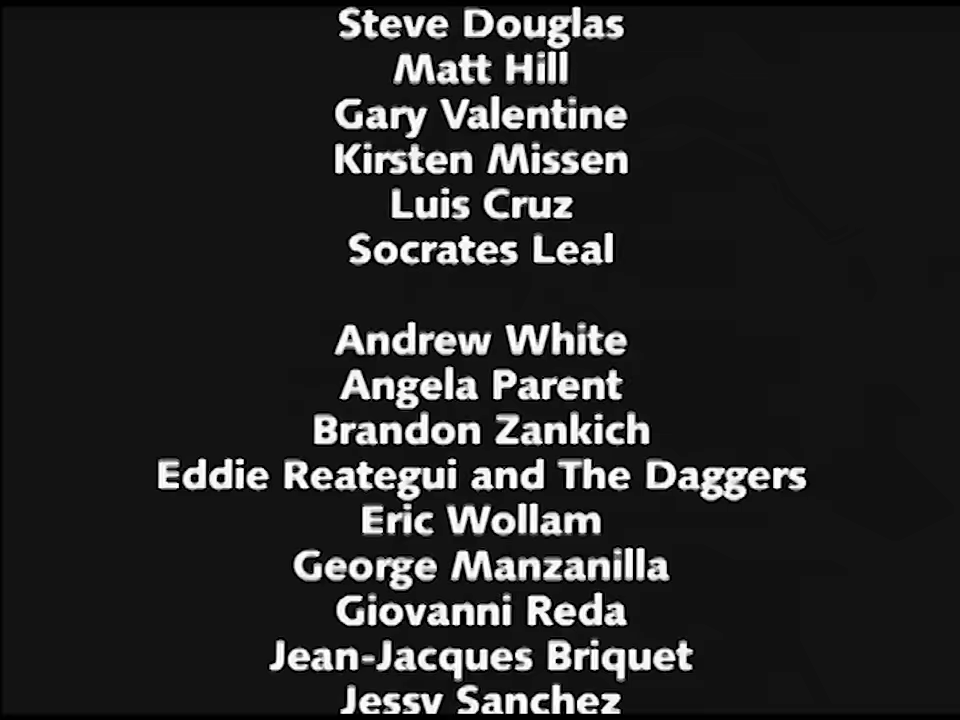 Steve Douglas
Matt Hill
Gary Valentine
Kirsten Missen
Luis Cruz
Socrates Leal
Andrew White
Angela Parent
Brandon Zankich
Eddie Reategui and The Daggers
Eric Wollam
George Manzanilla
Giovanni Reda
Jean-Jacques Briquet
Jessy Sanchez